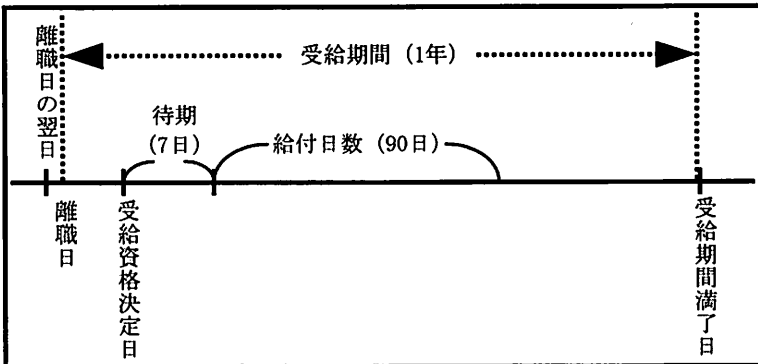 離職日の翌日
受給期間（1年）
待期
（7日）
給付日数（90日）
離職日
受給資格決定日
受給期間満了日